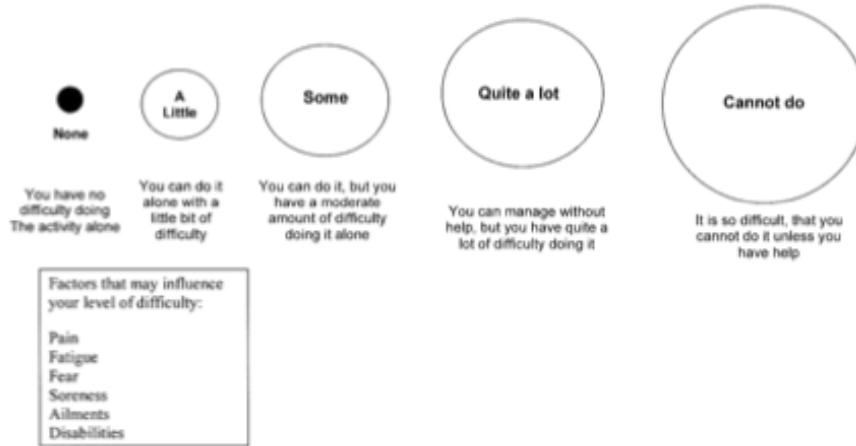 None
You have no
difficulty doing
The activity alone
A
Little
You can do it
alone with a
little bit of
difficulty
Some
You can do it, but you
have a moderate
amount of difficulty
doing it alone
Quite a lot
You can manage without
help, but you have quite a
lot of difficulty doing it
Cannot do
It is so difficult, that you
cannot do it unless you
have help
Factors that may influence
your level of difficulty:
Pain
Fatigue
Fear
Soreness
Ailments
Disabilities